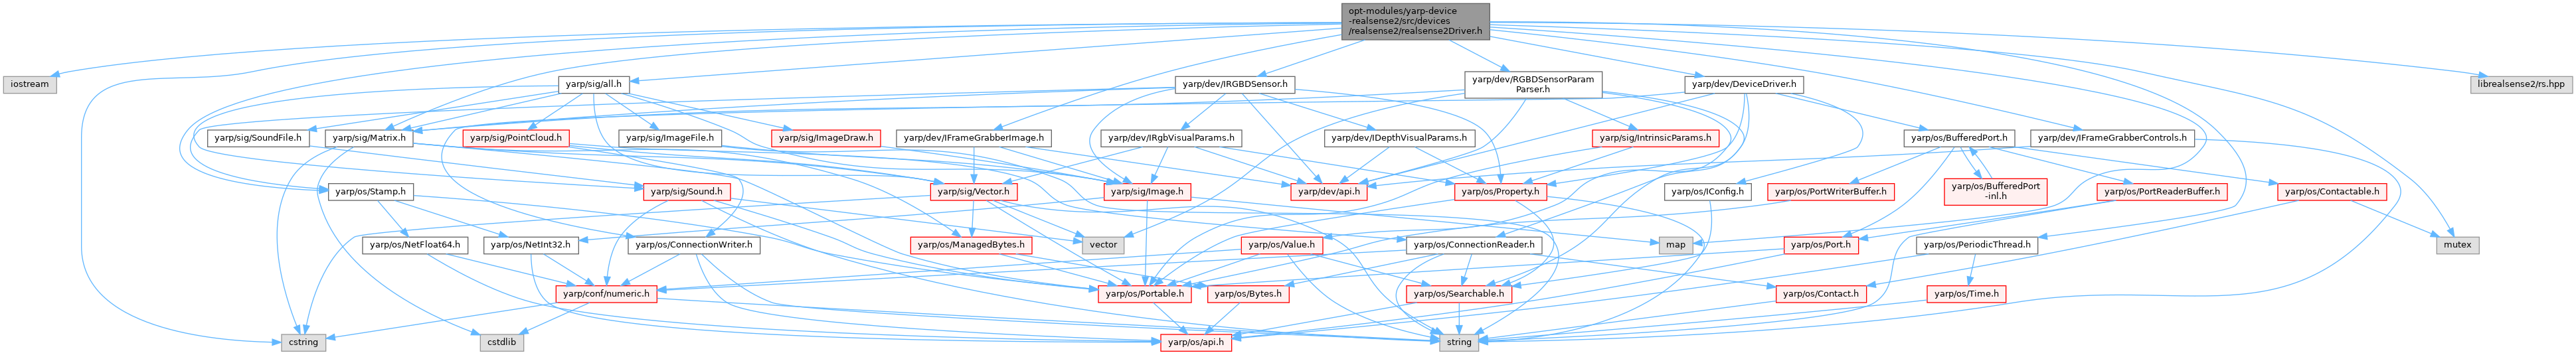 opt-modules/yarp-device
-realsense2/src/devices
/realsense2/realsense2Driver.h
iostream
yarp/sig/all.h
yarp/dev/IRGBDSensor.h
yarp/dev/RGBDSensorParam
Parser.h
yarp/dev/DeviceDriver.h
librealsense2/rs.hpp
yarp/sig/SoundFile.h
yarp/sig/Matrix.h
yarp/sig/PointCloud.h
yarp/sig/ImageFile.h
yarp/sig/ImageDraw.h
yarp/dev/IFrameGrabberImage.h
yarp/dev/IRgbVisualParams.h
yarp/dev/IDepthVisualParams.h
yarp/sig/IntrinsicParams.h
yarp/os/BufferedPort.h
yarp/dev/IFrameGrabberControls.h
yarp/os/Stamp.h
yarp/sig/Sound.h
yarp/sig/Vector.h
yarp/sig/Image.h
yarp/dev/api.h
yarp/os/Property.h
yarp/os/IConfig.h
yarp/os/PortWriterBuffer.h
yarp/os/BufferedPort
-inl.h
yarp/os/PortReaderBuffer.h
yarp/os/Contactable.h
yarp/os/NetFloat64.h
yarp/os/NetInt32.h
yarp/os/ConnectionWriter.h
yarp/os/ManagedBytes.h
vector
yarp/os/Value.h
yarp/os/ConnectionReader.h
map
yarp/os/Port.h
yarp/os/PeriodicThread.h
mutex
yarp/conf/numeric.h
yarp/os/Portable.h
yarp/os/Bytes.h
yarp/os/Searchable.h
yarp/os/Contact.h
yarp/os/Time.h
cstring
cstdlib
yarp/os/api.h
string